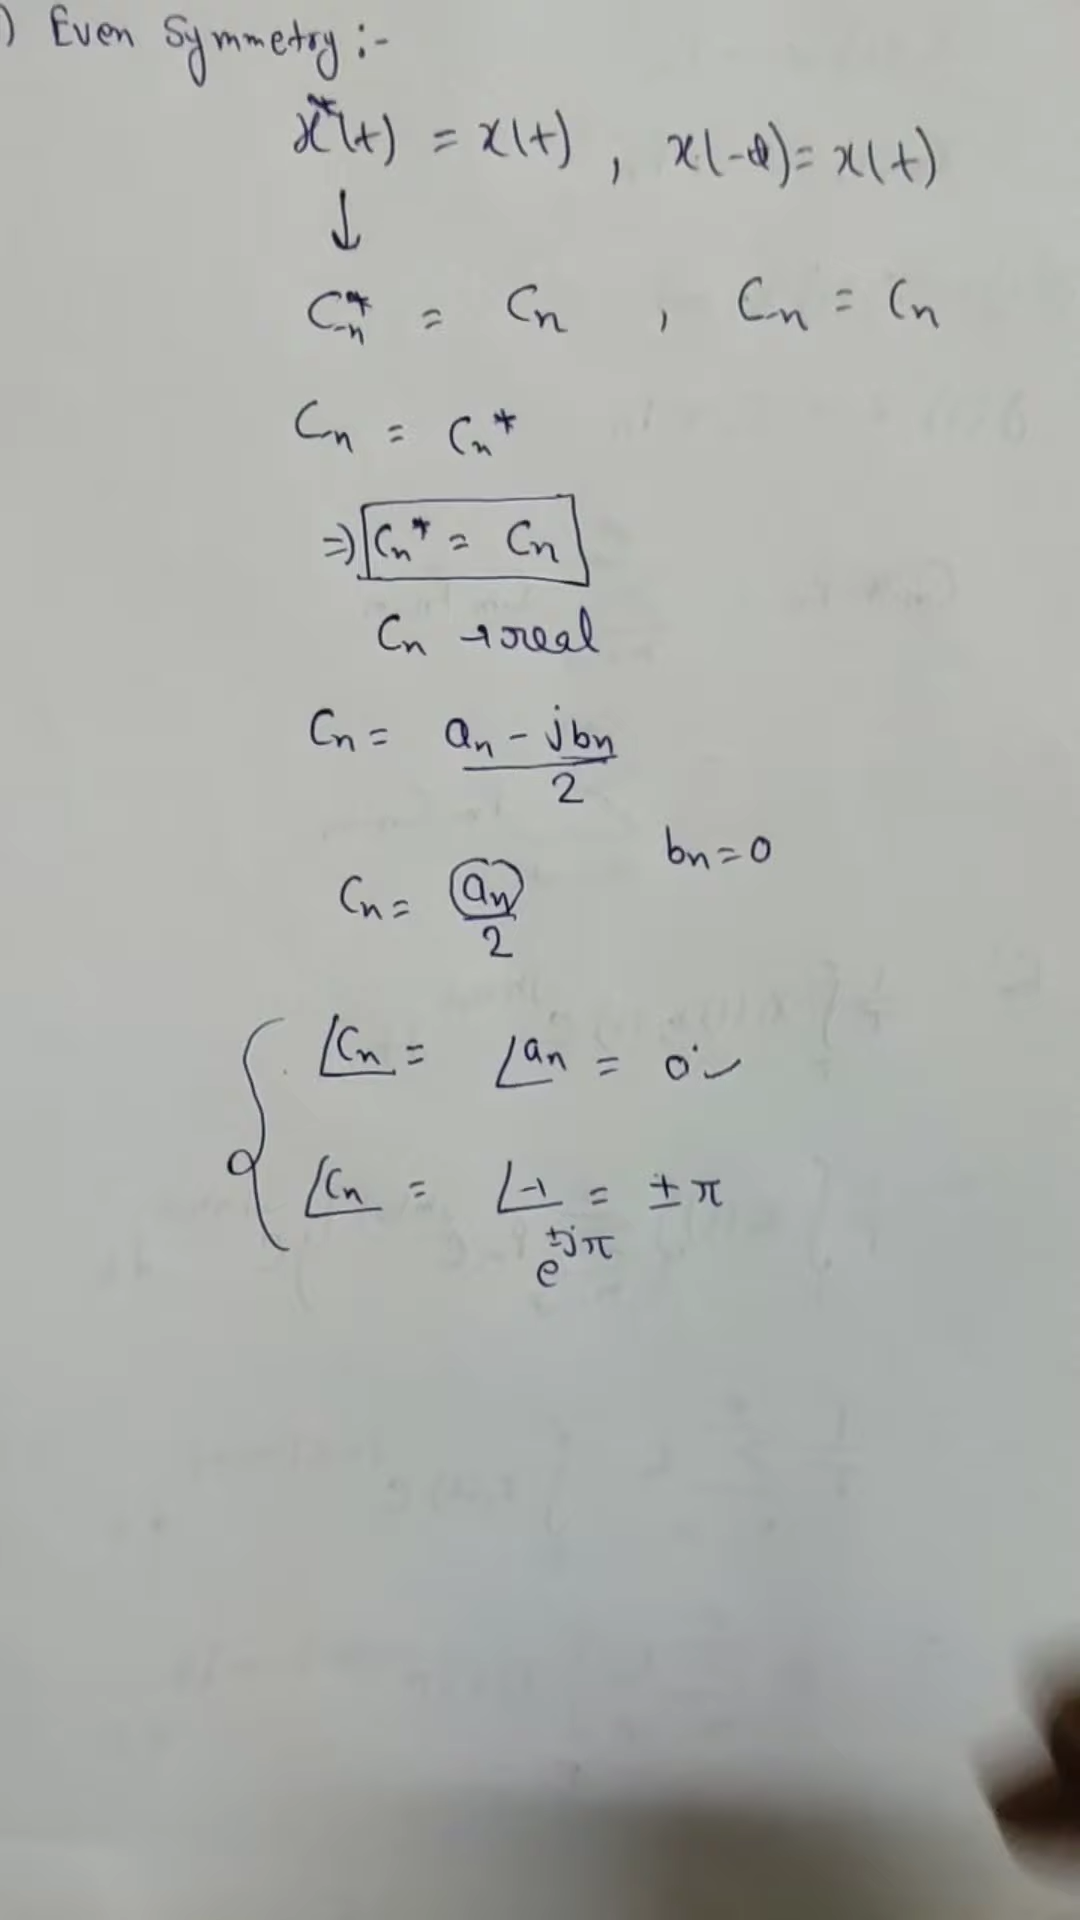 ) Even Symmetry :-
x*(t) = x(t) , x(-t) = x(t)
↓
C-n* = Cn , C-n = Cn
Cn = Cn*
⇒ Cn* = Cn
Cn → real
Cn = an - jbn
2
bn = 0
Cn = an
2
∠Cn = ∠an = 0°
∠Cn = ∠-1 = ± π
e±jπ